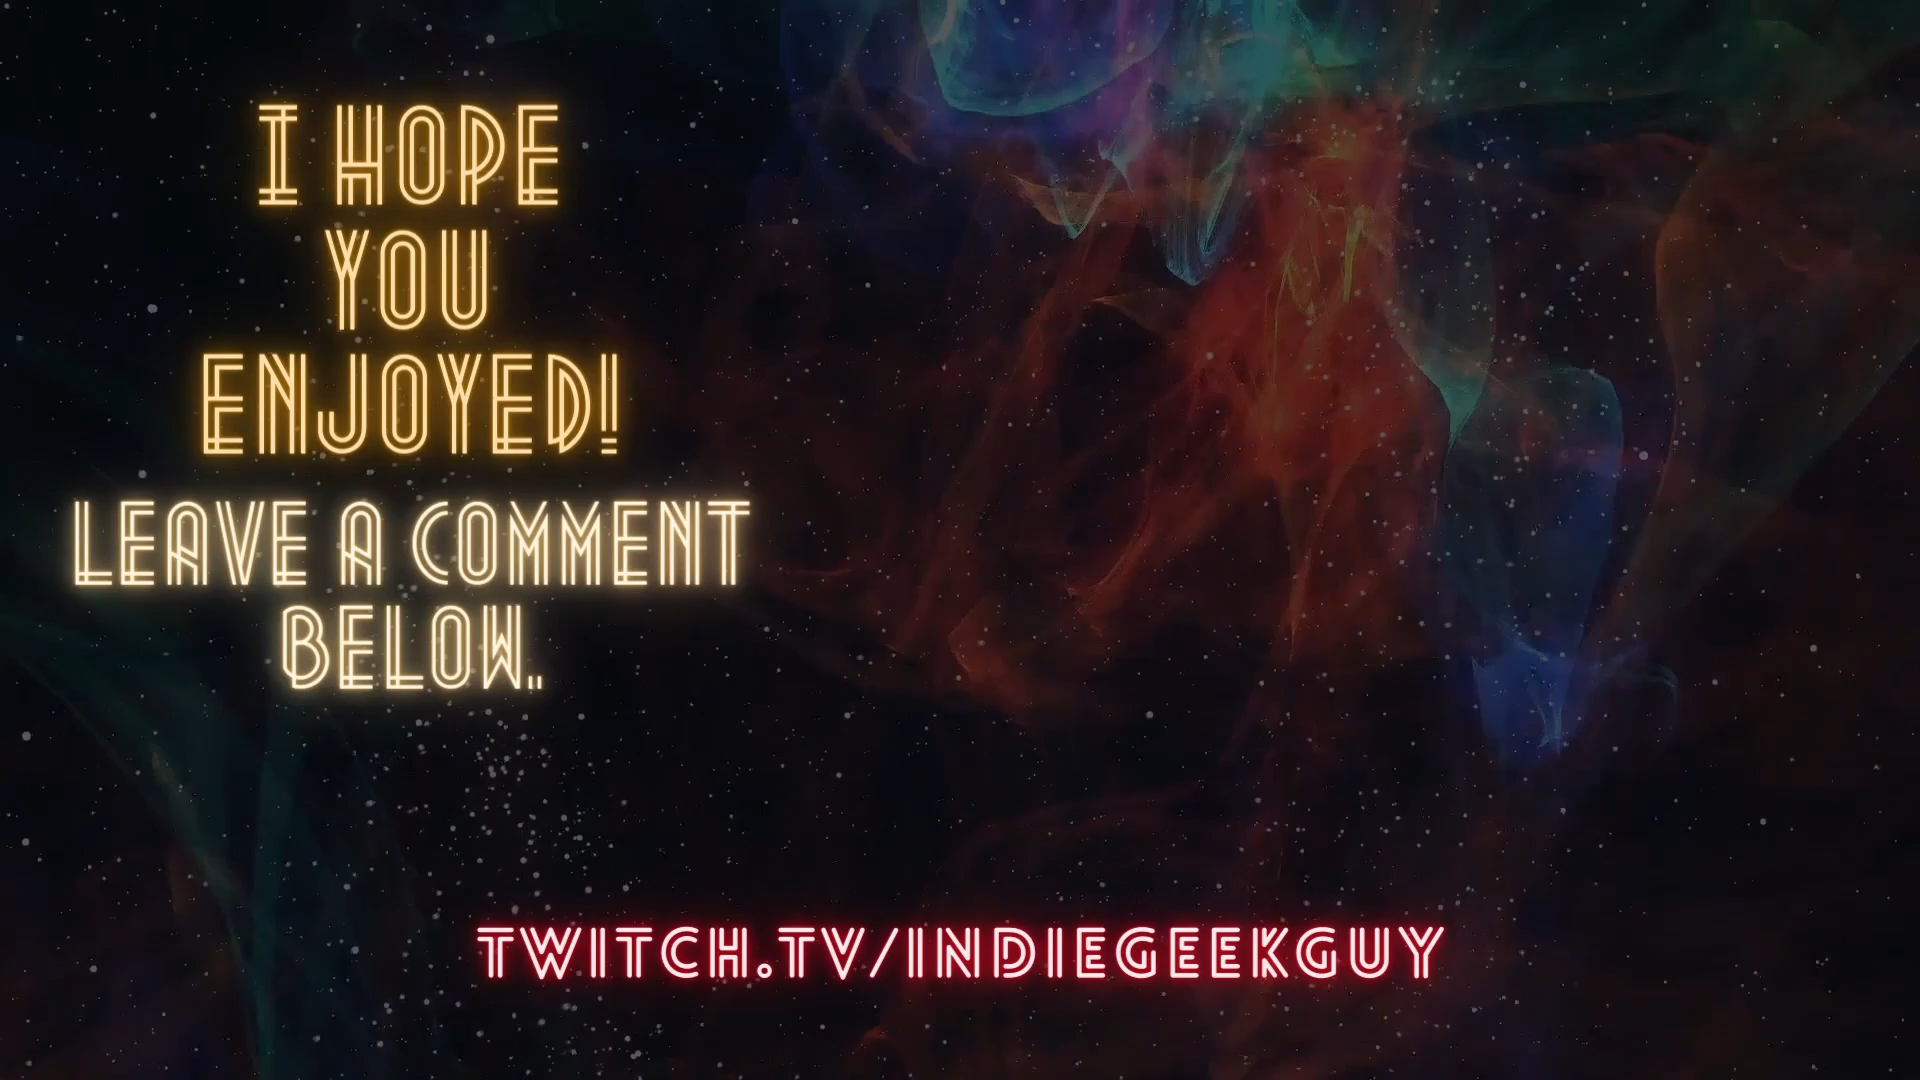 I HOPE
YOU
ENJOYED!
LEAVE A COMMENT
BELOW.
TWITCH.TV/INDIEGEEKGUY